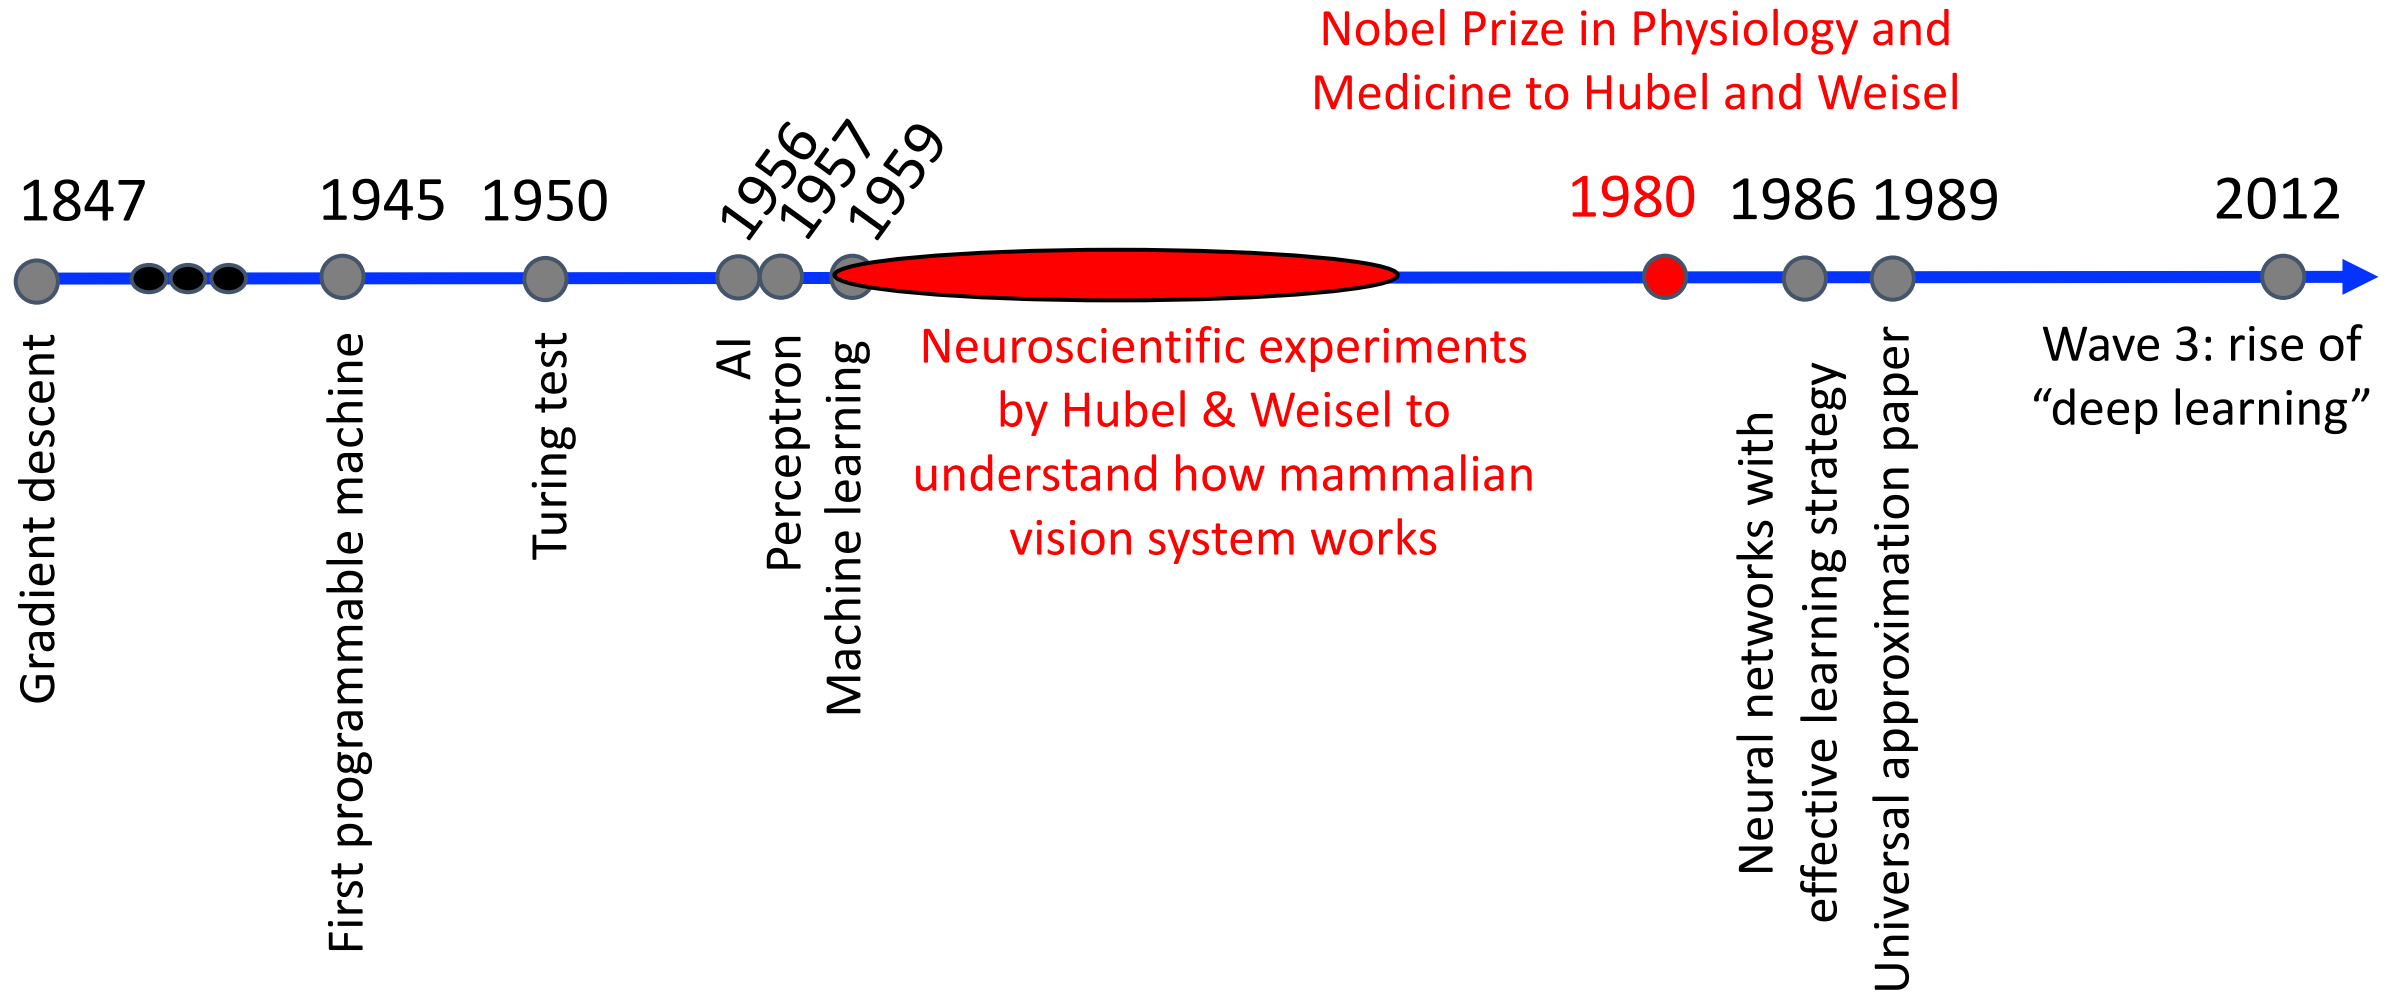 Nobel Prize in Physiology and
Medicine to Hubel and Weisel
1847
1945
1950
1956
1957
1959
1980
1986
1989
2012
Gradient descent
First programmable machine
Turing test
AI
Perceptron
Machine learning
Neuroscientific experiments
by Hubel & Weisel to
understand how mammalian
vision system works
Neural networks with
effective learning strategy
Universal approximation paper
Wave 3: rise of
“deep learning”